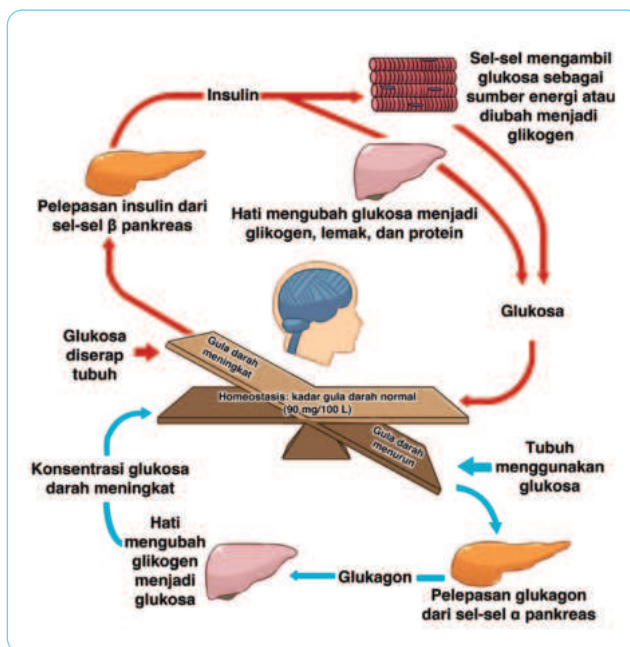 Insulin
Sel-sel mengambil
glukosa sebagai
sumber energi atau
diubah menjadi
glikogen
Pelepasan insulin dari
sel-sel β pankreas
Hati mengubah glukosa menjadi
glikogen, lemak, dan protein
Glukosa
Glukosa
diserap
tubuh
Gula darah
meningkat
Homeostasis: kadar gula darah normal
(90 mg/100 L)
Gula darah
menurun
Tubuh
menggunakan
glukosa
Konsentrasi glukosa
darah meningkat
Hati
mengubah
glikogen
menjadi
glukosa
Glukagon
Pelepasan glukagon
dari sel-sel α pankreas